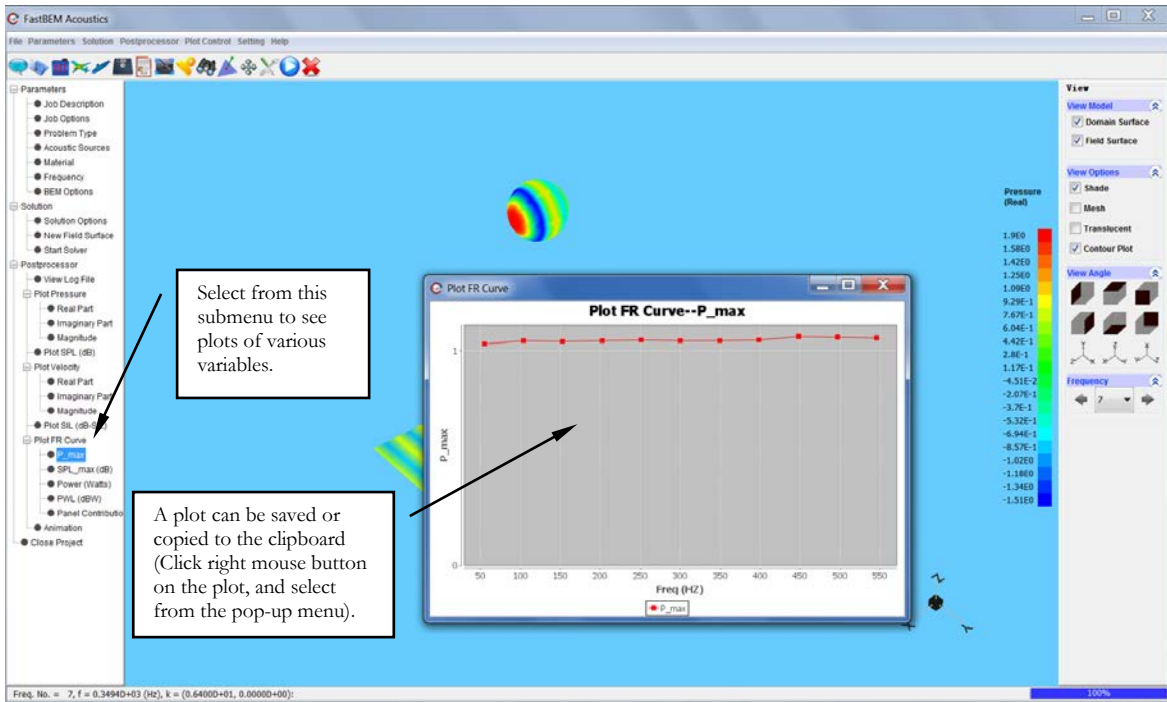 FastBEM Acoustics
File Parameters Solution Postprocessor Plot Control Setting Help
Parameters
Job Description
Job Options
Problem Type
Acoustic Sources
Material
Frequency
BEM Options
Solution
Solution Options
New Field Surface
Start Solver
Postprocessor
View Log File
Plot Pressure
Real Part
Imaginary Part
Magnitude
Plot SPL (dB)
Plot Velocity
Real Part
Imaginary Part
Magnitude
Plot SIL (dB-
Plot FR Curve
P_max
SPL_max (dB)
Power (Watts)
PWL (dBW)
Panel Contributio
Animation
Close Project
Select from this
submenu to see
plots of various
variables.
A plot can be saved or
copied to the clipboard
(Click right mouse button
on the plot, and select
from the pop-up menu).
Plot FR Curve
Plot FR Curve--P_max
P_max
1
0
50 100 150 200 250 300 350 400 450 500 550
Freq (HZ)
P_max
Pressure
(Real)
1.9E0
1.58E0
1.42E0
1.25E0
1.09E0
9.29E-1
7.67E-1
6.04E-1
4.42E-1
2.8E-1
1.17E-1
-4.51E-2
-2.07E-1
-3.7E-1
-5.32E-1
-6.94E-1
-8.57E-1
-1.02E0
-1.18E0
-1.34E0
-1.51E0
View
View Model
Domain Surface
Field Surface
View Options
Shade
Mesh
Translucent
Contour Plot
View Angle
Frequency
7
Freq. No. = 7, f = 0.3494D+03 (Hz), k = (0.6400D+01, 0.0000D+00):
100%